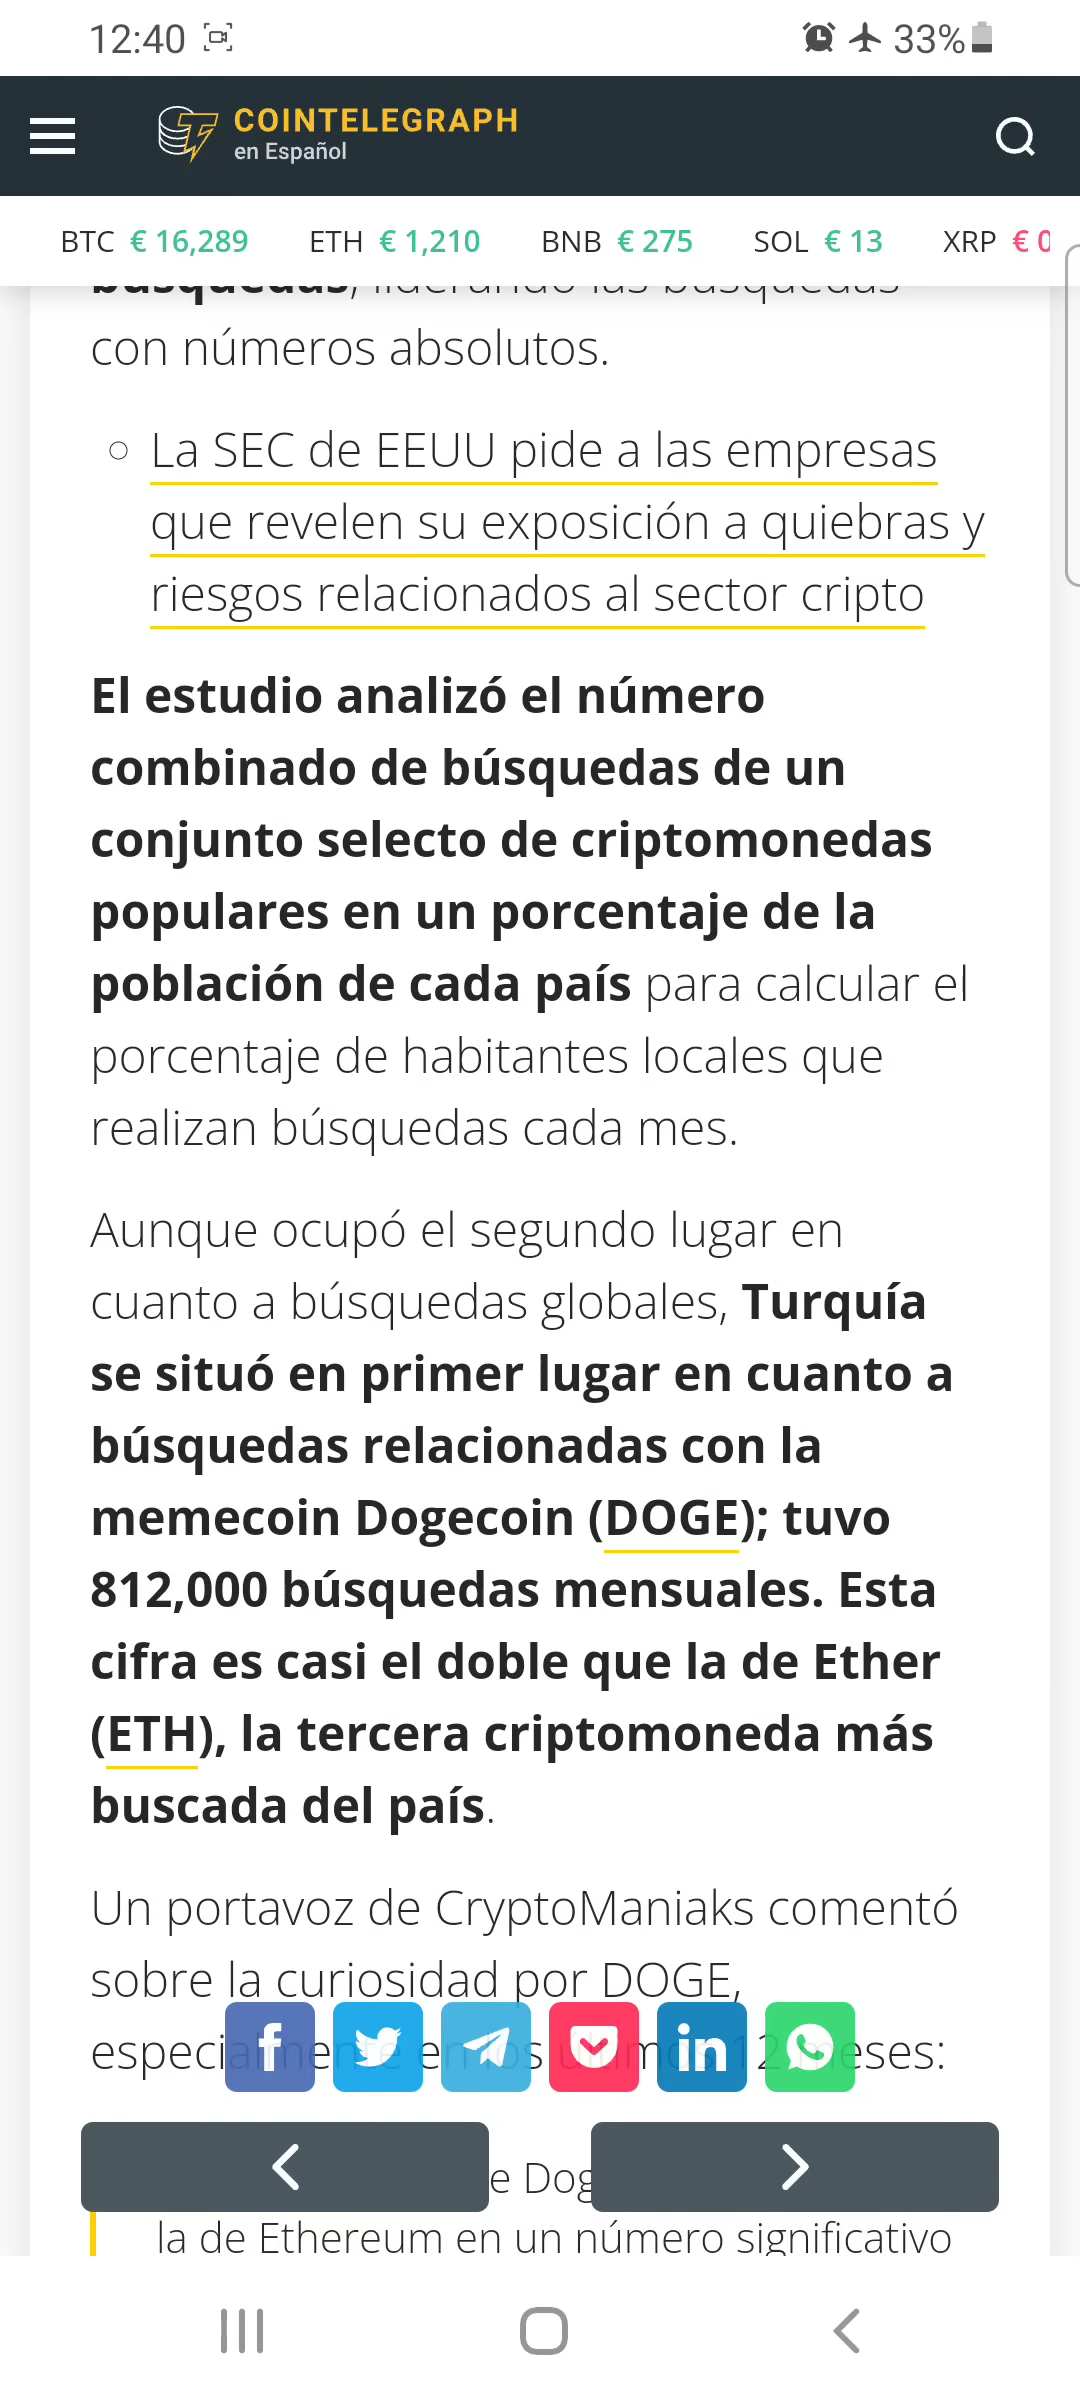 12:40
33%
COINTELEGRAPH
en Español
BTC € 16,289 ETH € 1,210 BNB € 275 SOL € 13 XRP € 0
búsquedas, liderando las búsquedas
con números absolutos.
La SEC de EEUU pide a las empresas
que revelen su exposición a quiebras y
riesgos relacionados al sector cripto
El estudio analizó el número
combinado de búsquedas de un
conjunto selecto de criptomonedas
populares en un porcentaje de la
población de cada país para calcular el
porcentaje de habitantes locales que
realizan búsquedas cada mes.
Aunque ocupó el segundo lugar en
cuanto a búsquedas globales, Turquía
se situó en primer lugar en cuanto a
búsquedas relacionadas con la
memecoin Dogecoin (DOGE); tuvo
812,000 búsquedas mensuales. Esta
cifra es casi el doble que la de Ether
(ETH), la tercera criptomoneda más
buscada del país.
Un portavoz de CryptoManiaks comentó
sobre la curiosidad por DOGE,
especialmente en los últimos 12 meses:
e Dog
la de Ethereum en un número significativo